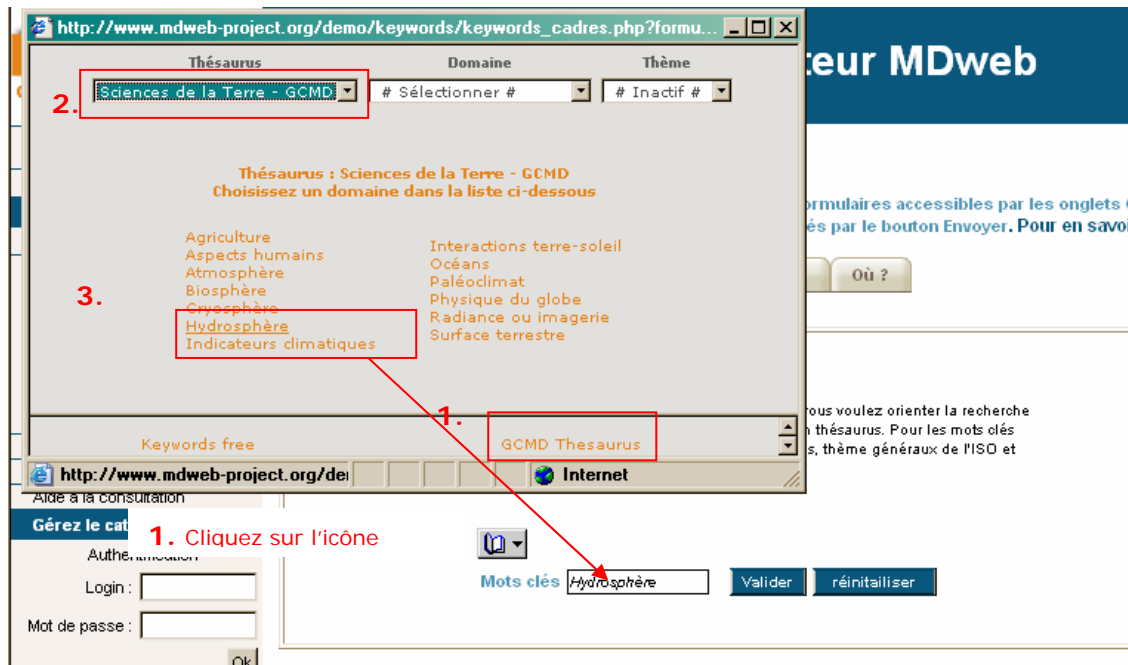 http://www.mdweb-project.org/demo/keywords/keywords_cadres.php?formu...
Thésaurus Domaine Thème
Sciences de la Terre - GCMD # Sélectionner # # Inactif #
2.
Thésaurus : Sciences de la Terre - GCMD
Choisissez un domaine dans la liste ci-dessous
Agriculture
Aspects humains
Atmosphère
Biosphère
Cryosphère
Hydrosphère
Indicateurs climatiques
Interactions terre-soleil
Océans
Paléoclimat
Physique du globe
Radiance ou imagerie
Surface terrestre
3.
1.
Keywords free GCMD Thesaurus
http://www.mdweb-project.org/de Internet
teur MDweb
ormulaires accessibles par les onglets
és par le bouton Envoyer. Pour en savoi
Où ?
vous voulez orienter la recherche
n thésaurus. Pour les mots clés
s, thème généraux de l'ISO et
Aide à la consultation
Gérez le cat
1. Cliquez sur l'icône
Authentification
Login :
Mot de passe :
Ok
Mots clés Hydrosphère Valider réinitailiser